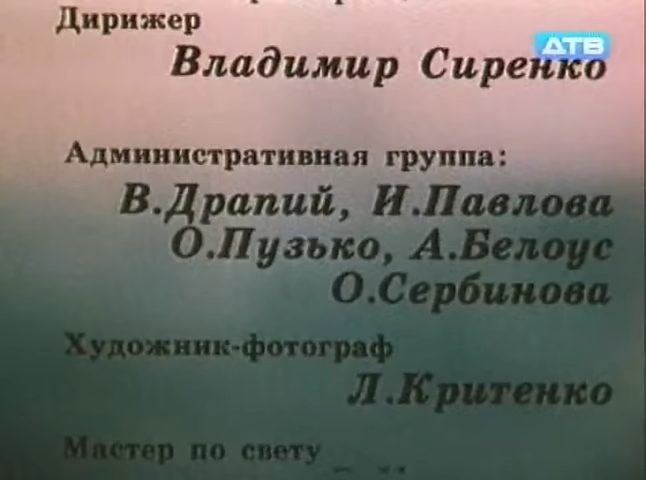 Дирижер
АТВ
Владимир Сиренко
Административная группа:
В.Драпий, И.Павлова
О.Пузько, А.Белоус
О.Сербинова
Художник-фотограф
Л.Критенко
Мастер по свету